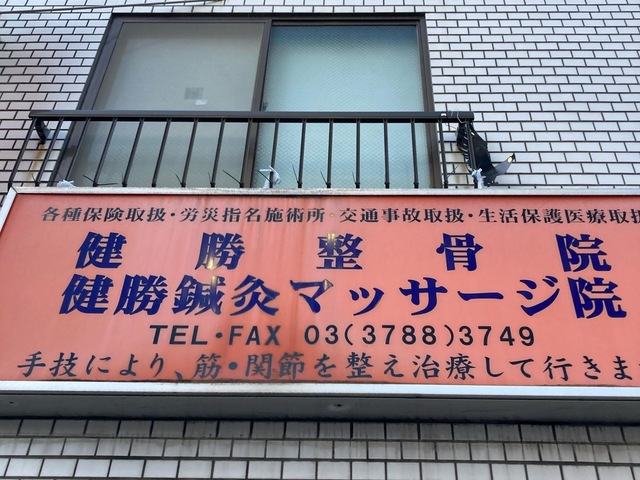 各種保険取扱・労災指名施術所・交通事故取扱・生活保護医療取扱
健勝整骨院
健勝鍼灸マッサージ院
TEL・FAX 03(3788)3749
手技により、筋・関節を整え治療して行きま